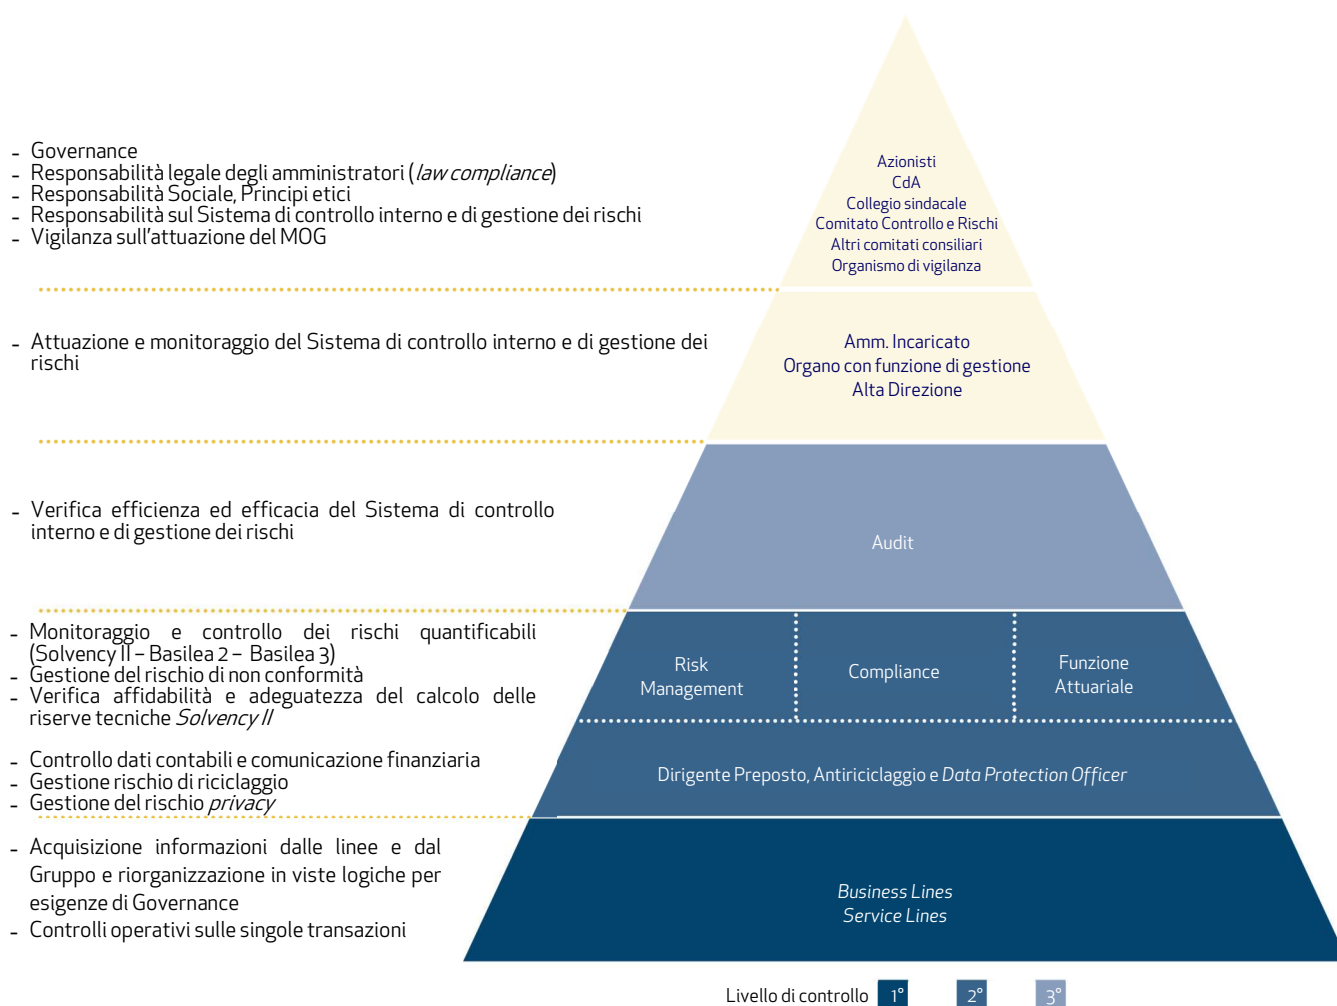 - Governance
- Responsabilità legale degli amministratori (law compliance)
- Responsabilità Sociale, Principi etici
- Responsabilità sul Sistema di controllo interno e di gestione dei rischi
- Vigilanza sull'attuazione del MOG
Azionisti
CdA
Collegio sindacale
Comitato Controllo e Rischi
Altri comitati consiliari
Organismo di vigilanza
- Attuazione e monitoraggio del Sistema di controllo interno e di gestione dei
rischi
Amm. Incaricato
Organo con funzione di gestione
Alta Direzione
- Verifica efficienza ed efficacia del Sistema di controllo
interno e di gestione dei rischi
Audit
- Monitoraggio e controllo dei rischi quantificabili
(Solvency II – Basilea 2 – Basilea 3)
- Gestione del rischio di non conformità
- Verifica affidabilità e adeguatezza del calcolo delle
riserve tecniche Solvency II
Risk
Management
Compliance
Funzione
Attuariale
- Controllo dati contabili e comunicazione finanziaria
- Gestione rischio di riciclaggio
- Gestione del rischio privacy
Dirigente Preposto, Antiriciclaggio e Data Protection Officer
- Acquisizione informazioni dalle linee e dal
Gruppo e riorganizzazione in viste logiche per
esigenze di Governance
- Controlli operativi sulle singole transazioni
Business Lines
Service Lines
Livello di controllo 1° 2° 3°